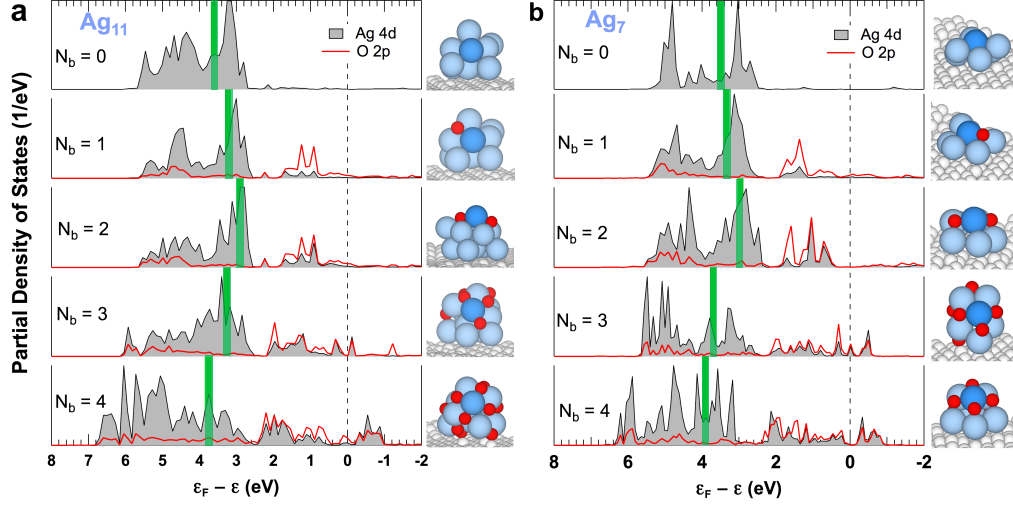 a
Ag11
Ag 4d
O 2p
Nb = 0
Nb = 1
Nb = 2
Nb = 3
Nb = 4
Partial Density of States (1/eV)
8 7 6 5 4 3 2 1 0 -1 -2
εF – ε (eV)
b
Ag7
Ag 4d
O 2p
Nb = 0
Nb = 1
Nb = 2
Nb = 3
Nb = 4
8 6 4 2 0 -2
εF – ε (eV)